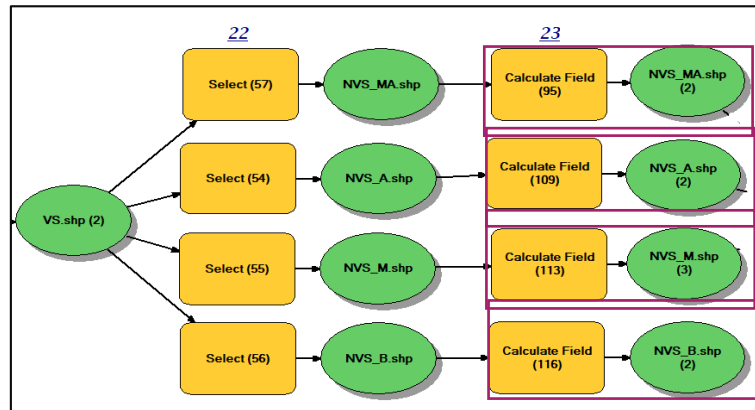 22
23
Select (57)
NVS_MA.shp
Calculate Field
(95)
NVS_MA.shp
(2)
Select (54)
NVS_A.shp
Calculate Field
(109)
NVS_A.shp
(2)
VS.shp (2)
Select (55)
NVS_M.shp
Calculate Field
(113)
NVS_M.shp
(3)
Select (56)
NVS_B.shp
Calculate Field
(116)
NVS_B.shp
(2)